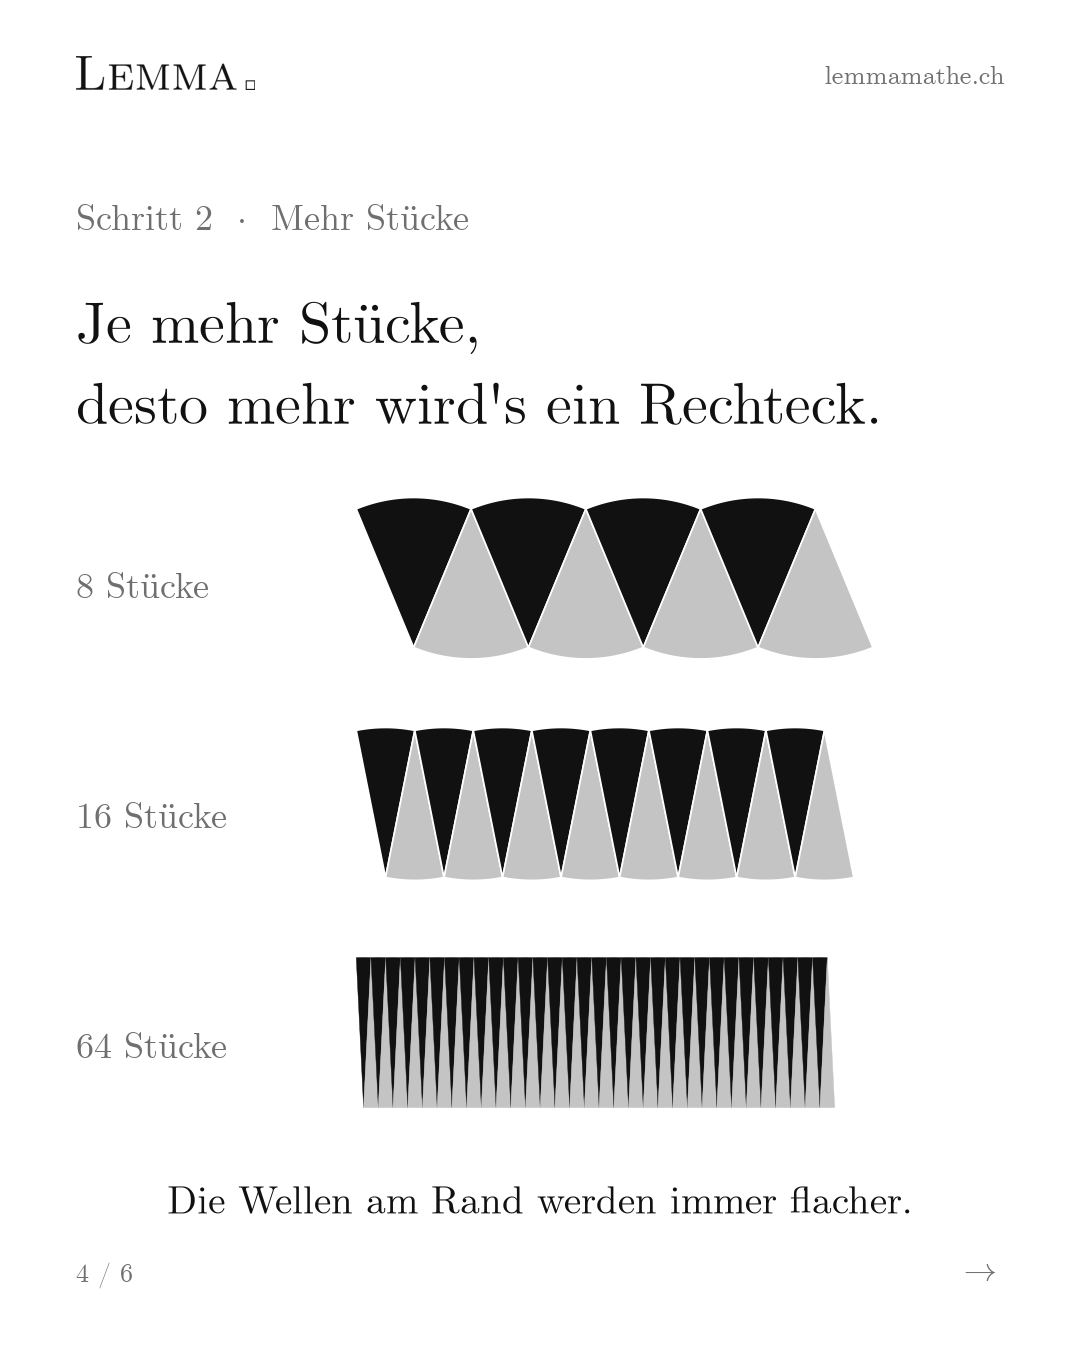 LEMMA
lemmamathe.ch
Schritt 2 · Mehr Stücke
Je mehr Stücke,
desto mehr wird's ein Rechteck.
8 Stücke
16 Stücke
64 Stücke
Die Wellen am Rand werden immer flacher.
4 / 6
→